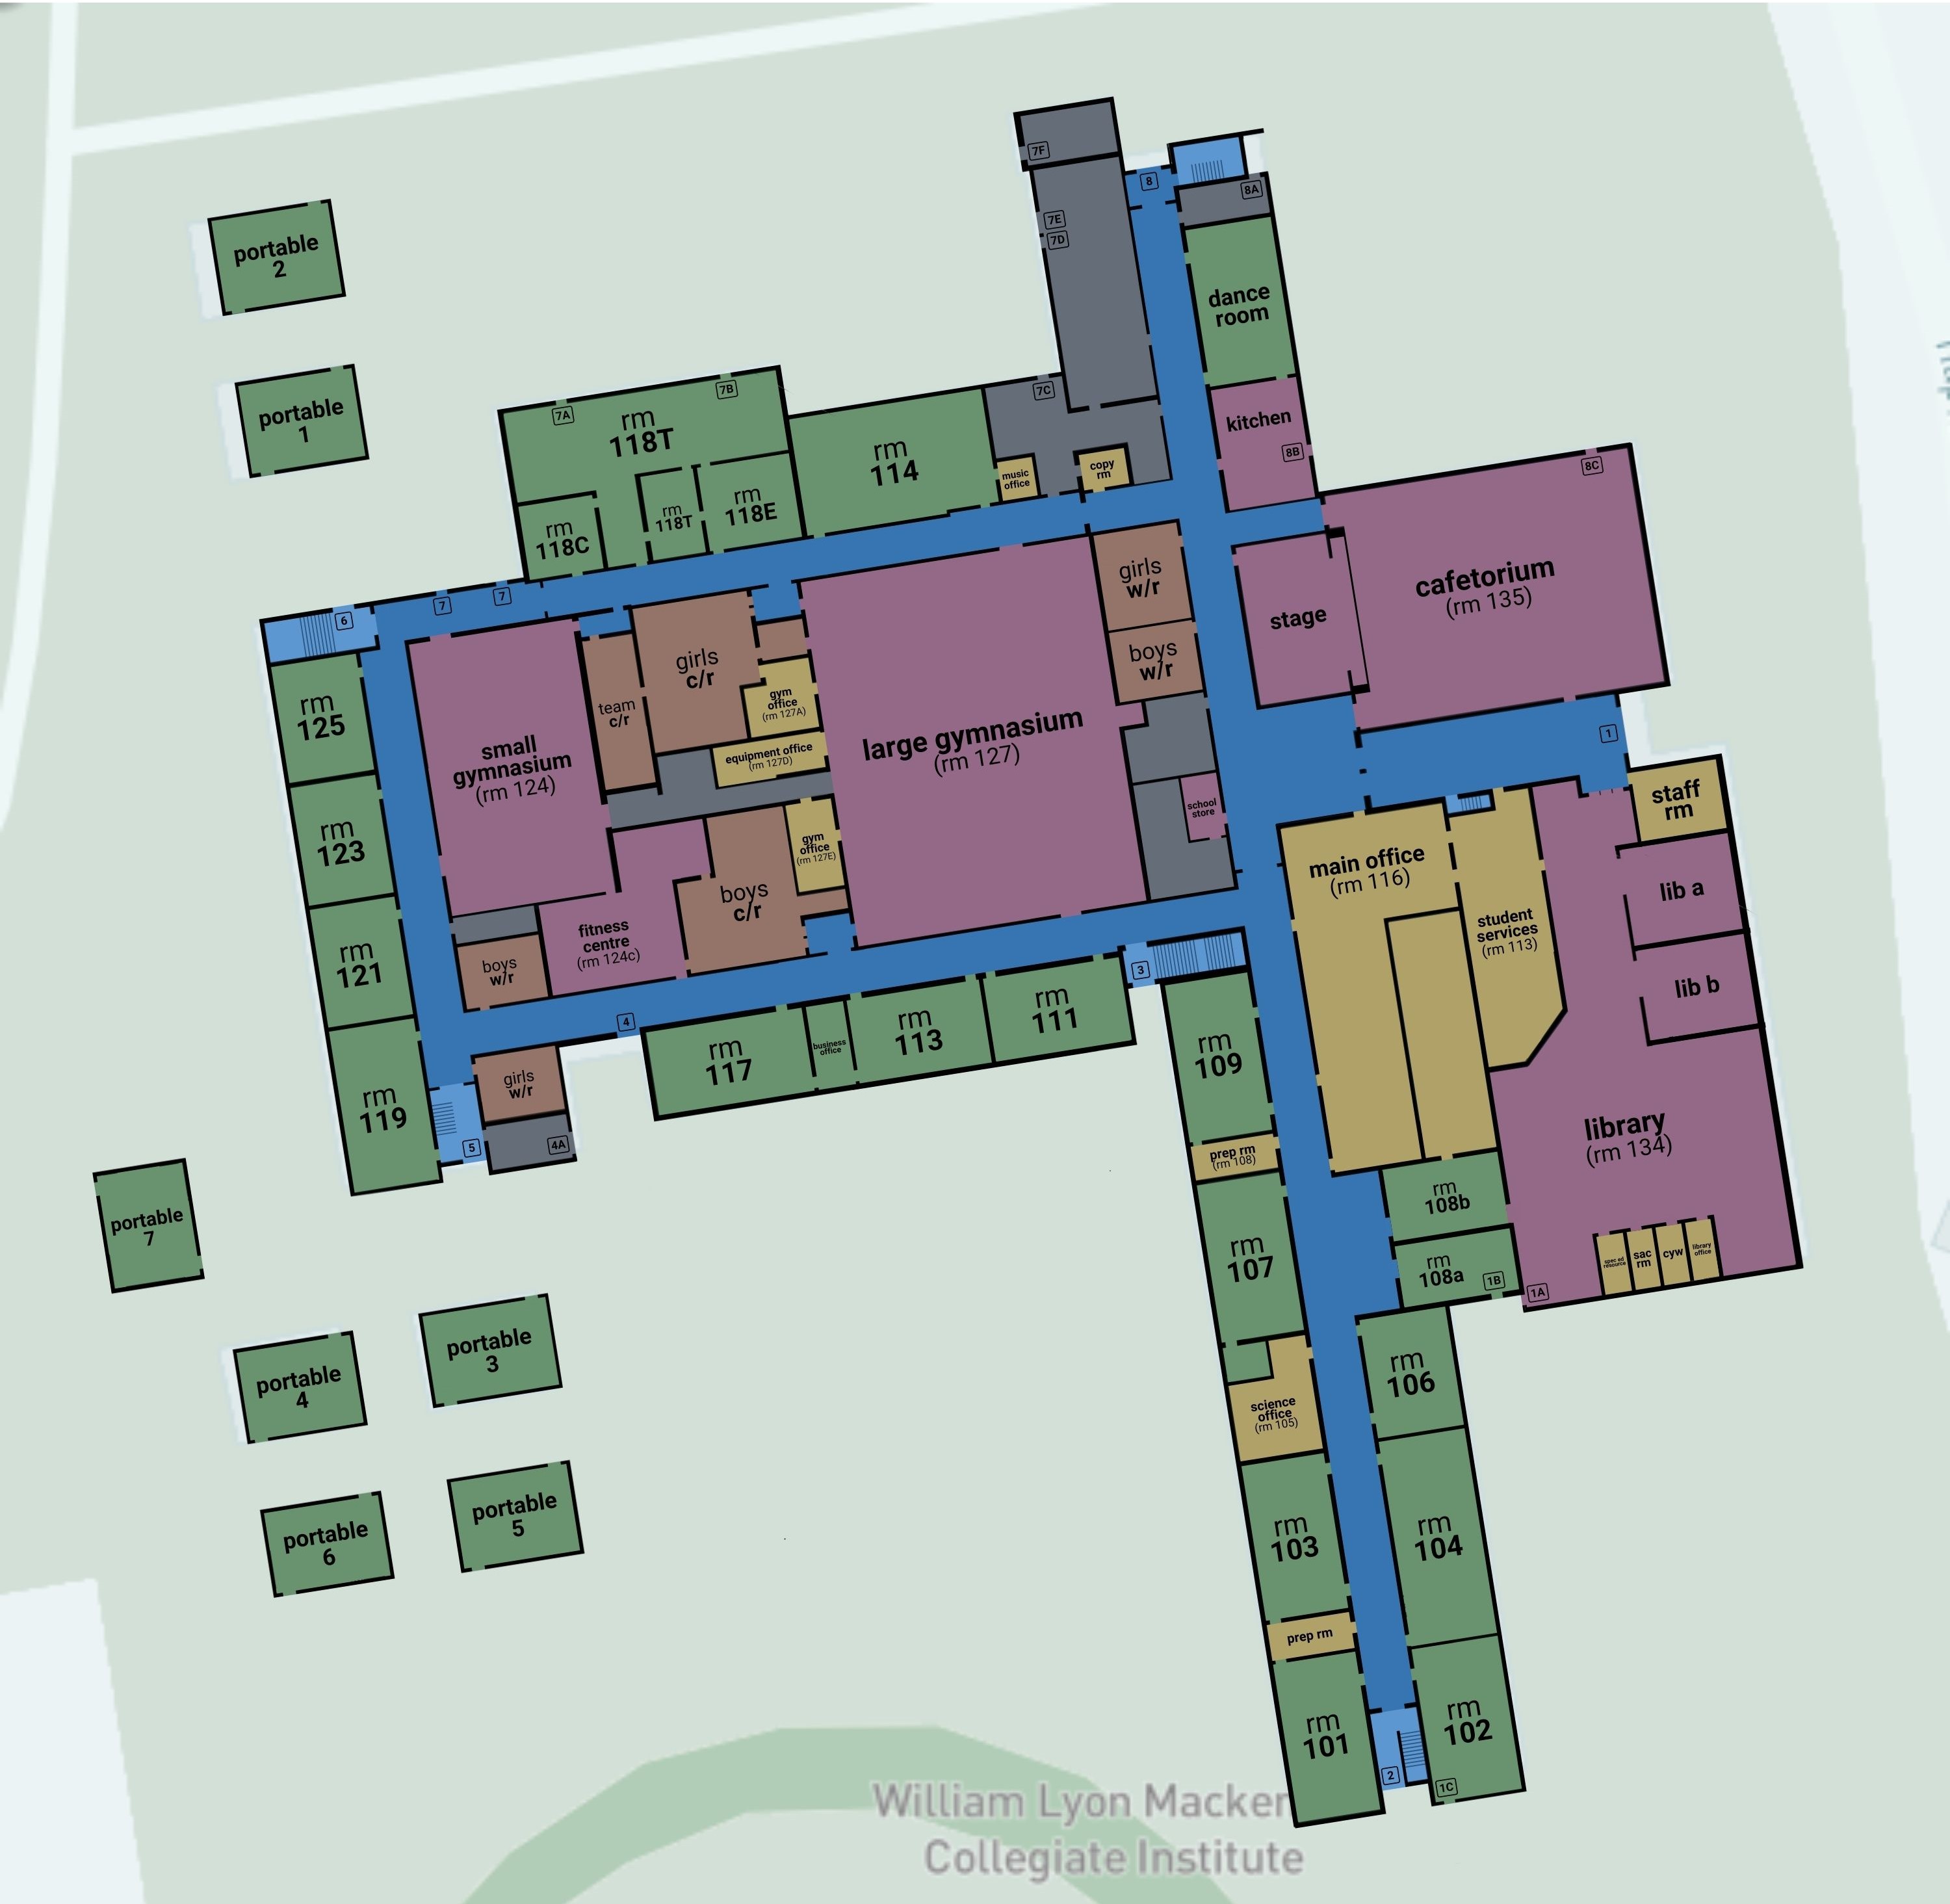 7F
8
8A
7E
7D
portable
2
dance
room
portable
1
7A
7B
7C
rm
118T
rm
114
music
office
copy
rm
kitchen
8B
8C
rm
118C
rm
118T
rm
118E
girls
w/r
boys
w/r
stage
cafetorium
(rm 135)
6
7
7
rm
125
rm
123
rm
121
rm
119
small
gymnasium
(rm 124)
team
c/r
girls
c/r
gym
office
(rm 127A)
equipment office
(rm 127D)
large gymnasium
(rm 127)
gym
office
(rm 127E)
boys
c/r
fitness
centre
(rm 124c)
boys
w/r
school
store
1
staff
rm
main office
(rm 116)
student
services
(rm 113)
lib a
lib b
library
(rm 134)
3
4
girls
w/r
5
4A
rm
117
business
office
rm
113
rm
111
rm
109
prep rm
(rm 108)
rm
107
rm
108b
rm
108a
1B
1A
spec ed
resource
sac
rm
cyw
library
office
portable
7
portable
3
portable
4
portable
5
portable
6
science
office
(rm 105)
rm
106
rm
103
rm
104
prep rm
rm
101
rm
102
2
1C
William Lyon Macken
Collegiate Institute